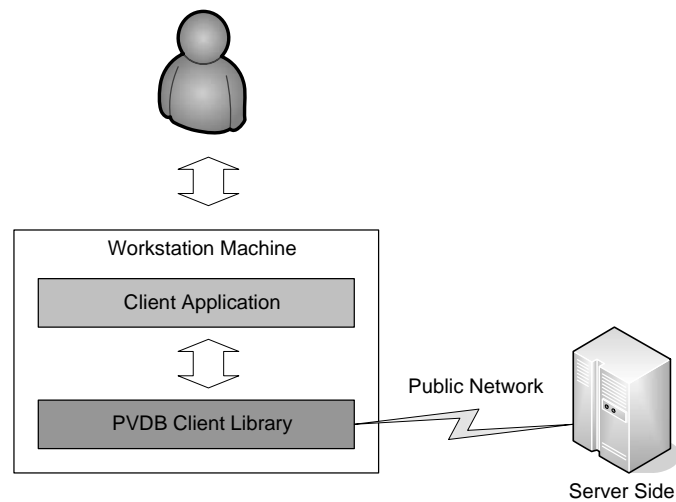 Workstation Machine
Client Application
PVDB Client Library
Public Network
Server Side